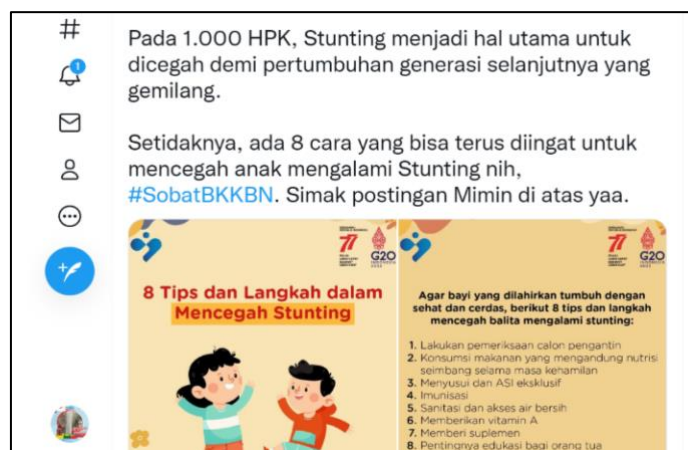 Pada 1.000 HPK, Stunting menjadi hal utama untuk
dicegah demi pertumbuhan generasi selanjutnya yang
gemilang.
Setidaknya, ada 8 cara yang bisa terus diingat untuk
mencegah anak mengalami Stunting nih,
#SobatBKKBN. Simak postingan Mimin di atas yaa.
77
G20
8 Tips dan Langkah dalam
Mencegah Stunting
77
G20
Agar bayi yang dilahirkan tumbuh dengan
sehat dan cerdas, berikut 8 tips dan langkah
mencegah balita mengalami stunting:
1. Lakukan pemeriksaan calon pengantin
2. Konsumsi makanan yang mengandung nutrisi
seimbang selama masa kehamilan
3. Menyusui dan ASI eksklusif
4. Imunisasi
5. Sanitasi dan akses air bersih
6. Memberikan vitamin A
7. Memberi suplemen
8. Pentingnya edukasi bagi orang tua